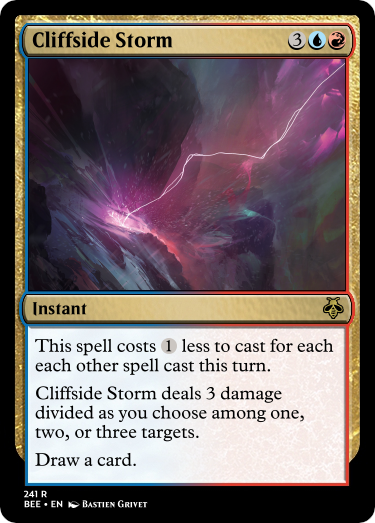 Cliffside Storm 3
Instant
This spell costs 1 less to cast for each
each other spell cast this turn.
Cliffside Storm deals 3 damage
divided as you choose among one,
two, or three targets.
Draw a card.
241 R
BEE • EN Bastien Grivet